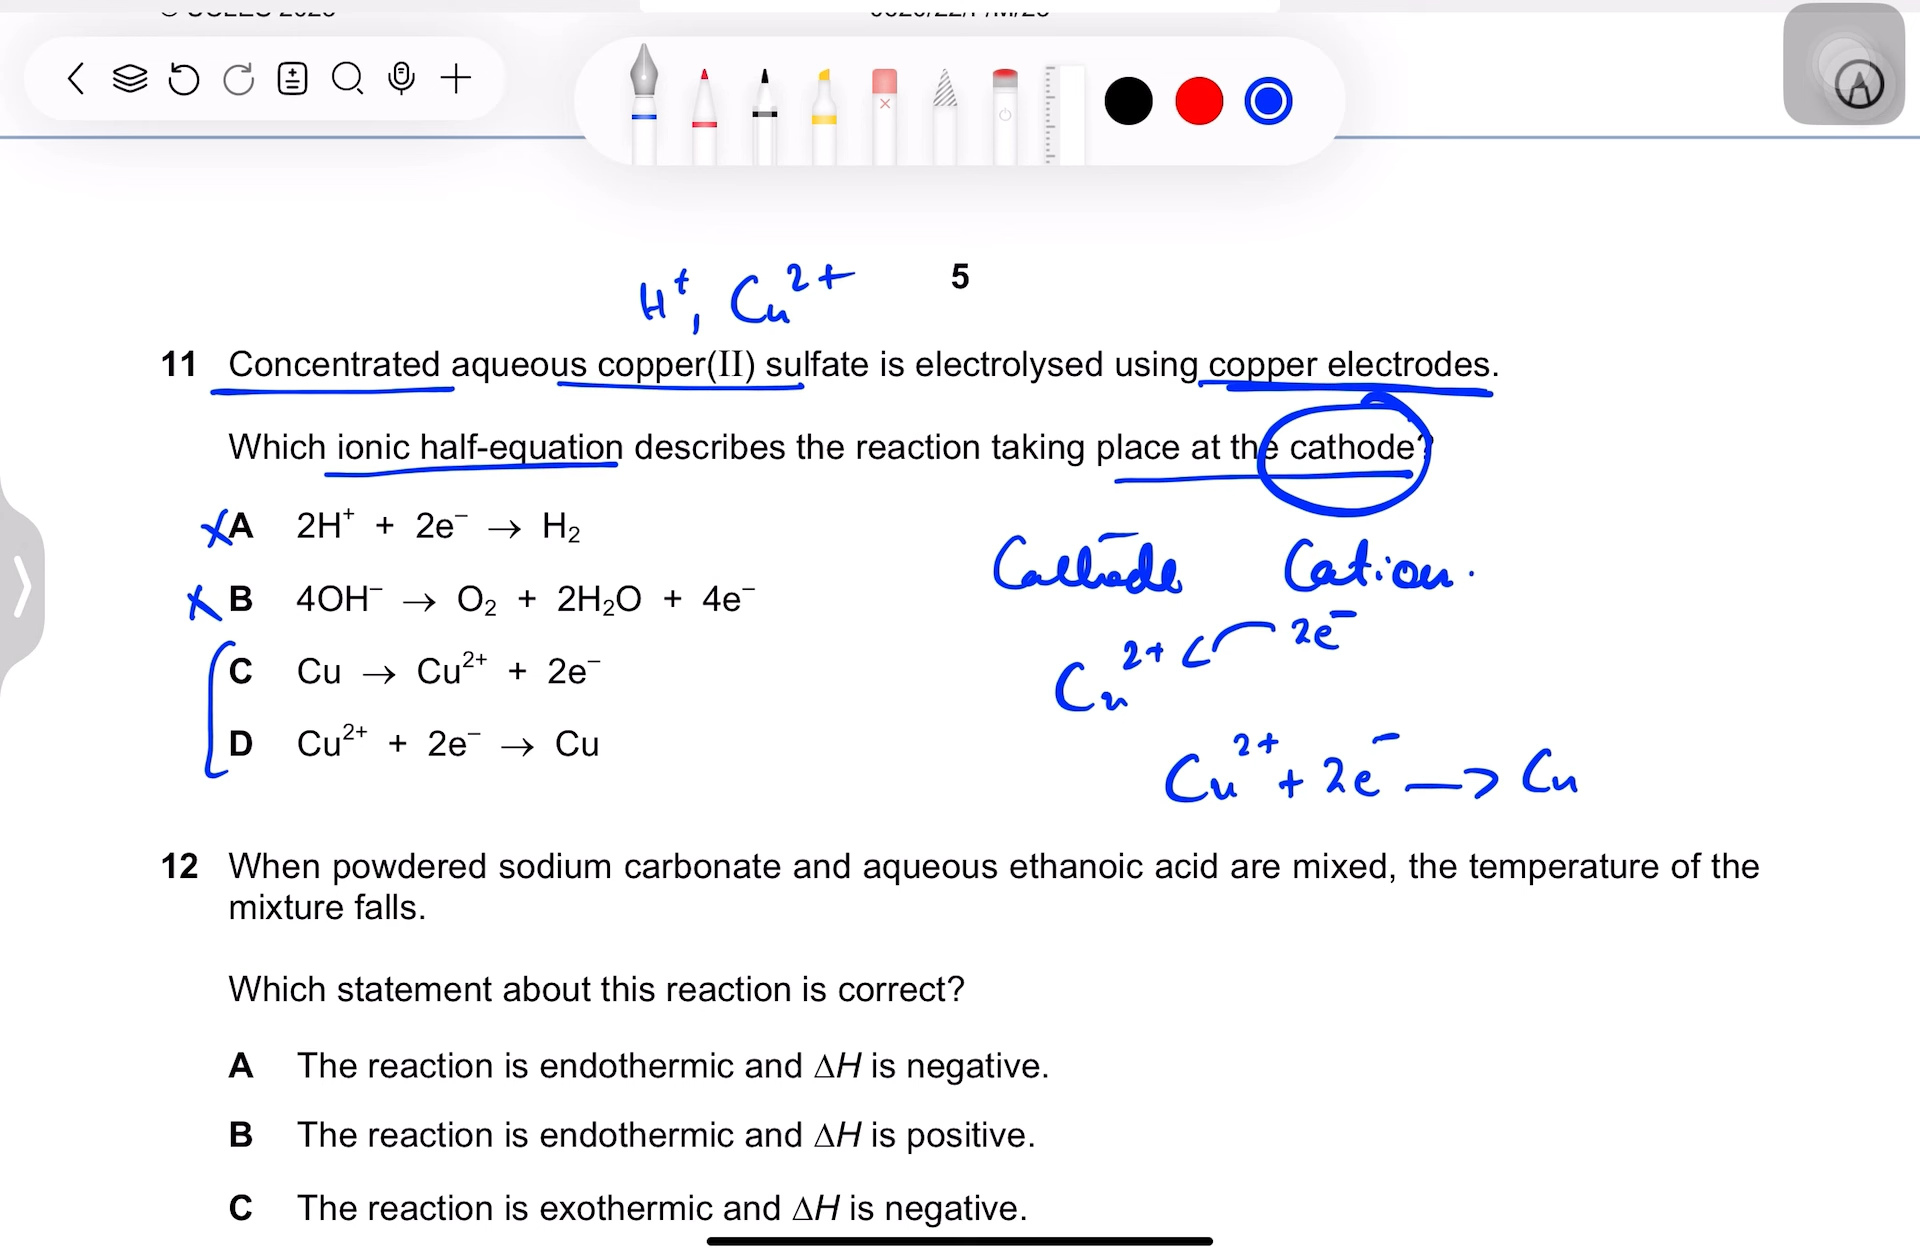 H⁺, Cu²⁺
5
11 Concentrated aqueous copper(II) sulfate is electrolysed using copper electrodes.
Which ionic half-equation describes the reaction taking place at the cathode?
A 2H⁺ + 2e⁻ → H₂
B 4OH⁻ → O₂ + 2H₂O + 4e⁻
C Cu → Cu²⁺ + 2e⁻
D Cu²⁺ + 2e⁻ → Cu
Cathode Cation.
Cu²⁺ 2e⁻
Cu²⁺ + 2e⁻ → Cu
12 When powdered sodium carbonate and aqueous ethanoic acid are mixed, the temperature of the
mixture falls.
Which statement about this reaction is correct?
A The reaction is endothermic and ΔH is negative.
B The reaction is endothermic and ΔH is positive.
C The reaction is exothermic and ΔH is negative.